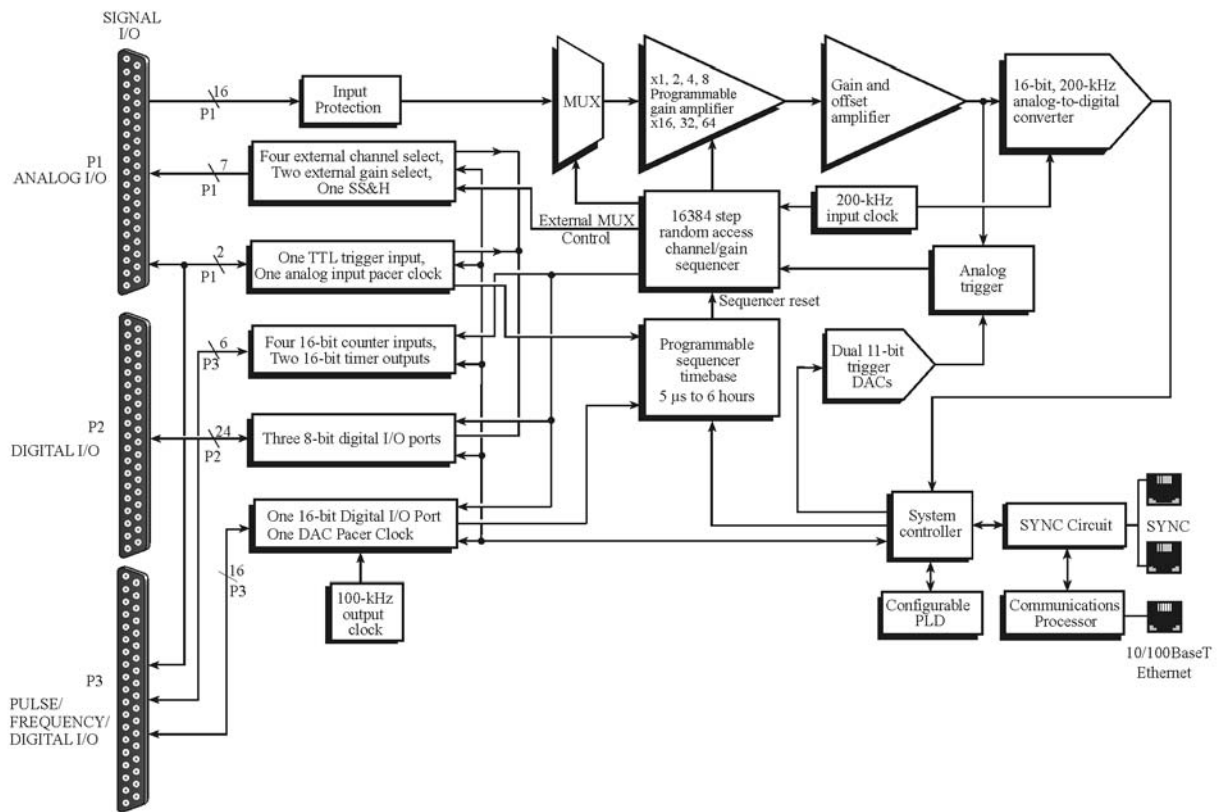 SIGNAL
I/O
P1
ANALOG I/O
16
P1
Input
Protection
MUX
x1, 2, 4, 8
Programmable
gain amplifier
x16, 32, 64
Gain and
offset
amplifier
16-bit, 200-kHz
analog-to-digital
converter
7
P1
Four external channel select,
Two external gain select,
One SS&H
External MUX
Control
16384 step
random access
channel/gain
sequencer
200-kHz
input clock
2
P1
One TTL trigger input,
One analog input pacer clock
Analog
trigger
Sequencer reset
6
P3
Four 16-bit counter inputs,
Two 16-bit timer outputs
Programmable
sequencer
timebase
5 µs to 6 hours
Dual 11-bit
trigger
DACs
P2
DIGITAL I/O
24
P2
Three 8-bit digital I/O ports
One 16-bit Digital I/O Port
One DAC Pacer Clock
System
controller
SYNC Circuit
SYNC
16
P3
100-kHz
output
clock
Configurable
PLD
Communications
Processor
10/100BaseT
Ethernet
P3
PULSE/
FREQUENCY/
DIGITAL I/O